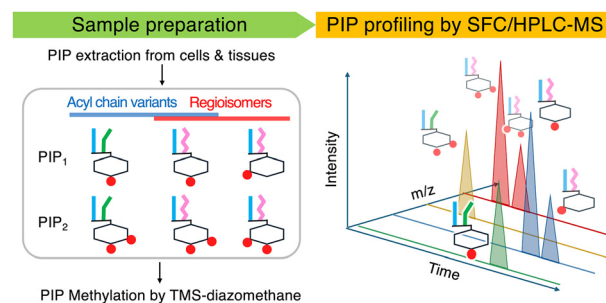 Sample preparation
PIP profiling by SFC/HPLC-MS
PIP extraction from cells & tissues
Acyl chain variants
Regioisomers
PIP₁
PIP₂
PIP Methylation by TMS-diazomethane
Intensity
m/z
Time